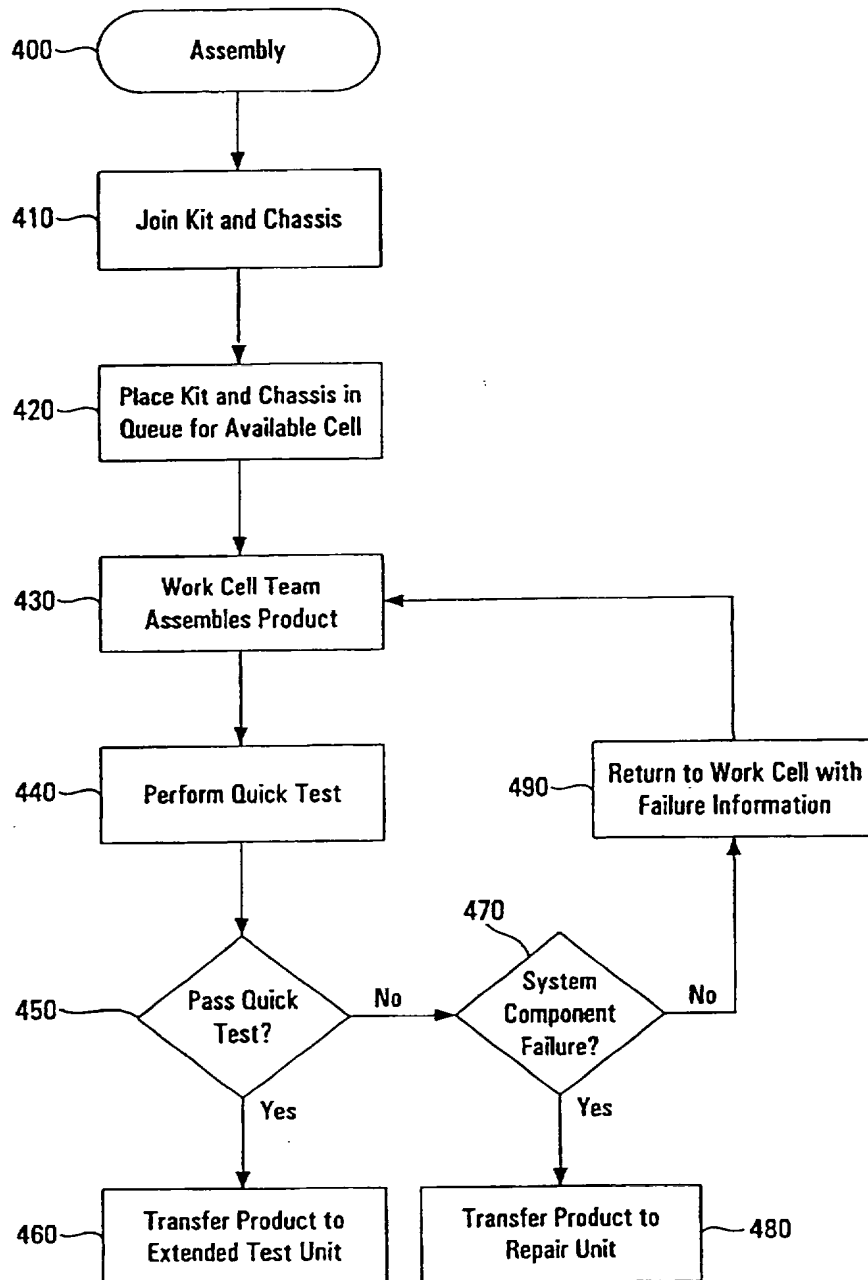 400
Assembly
410
Join Kit and Chassis
420
Place Kit and Chassis in
Queue for Available Cell
430
Work Cell Team
Assembles Product
440
Perform Quick Test
490
Return to Work Cell with
Failure Information
450
Pass Quick
Test?
No
Yes
470
System
Component
Failure?
No
Yes
460
Transfer Product to
Extended Test Unit
Transfer Product to
Repair Unit
480